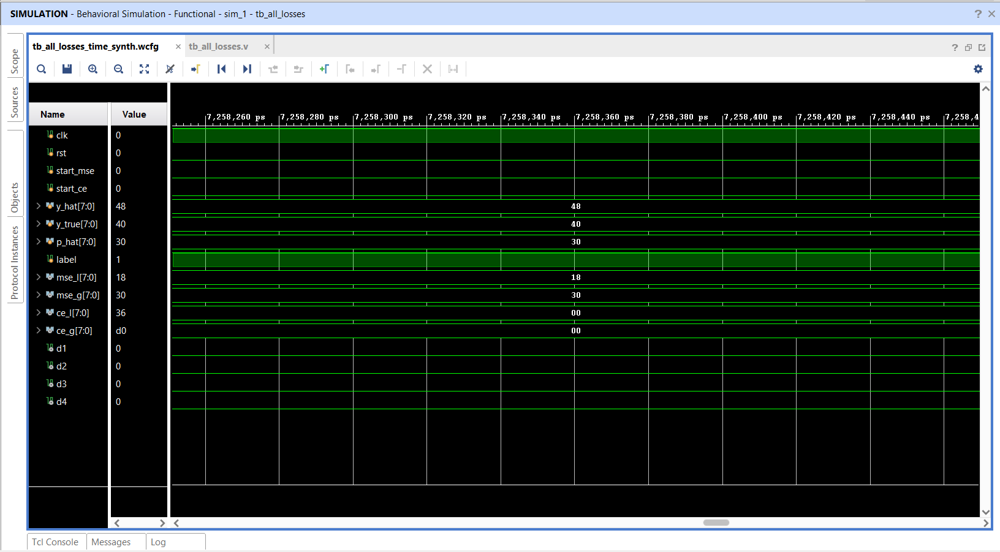 SIMULATION - Behavioral Simulation - Functional - sim_1 - tb_all_losses
Scope
Sources
Objects
Protocol Instances
tb_all_losses_time_synth.wcfg
tb_all_losses.v
Name Value
7,258,260 ps 7,258,280 ps 7,258,300 ps 7,258,320 ps 7,258,340 ps 7,258,360 ps 7,258,380 ps 7,258,400 ps 7,258,420 ps 7,258,440 ps 7,258,4
clk 0
rst 0
start_mse 0
start_ce 0
y_hat[7:0] 48 48
y_true[7:0] 40 40
p_hat[7:0] 30 30
label 1
mse_l[7:0] 18 18
mse_g[7:0] 30 30
ce_l[7:0] 36 00
ce_g[7:0] d0 00
d1 0
d2 0
d3 0
d4 0
Tcl Console Messages Log